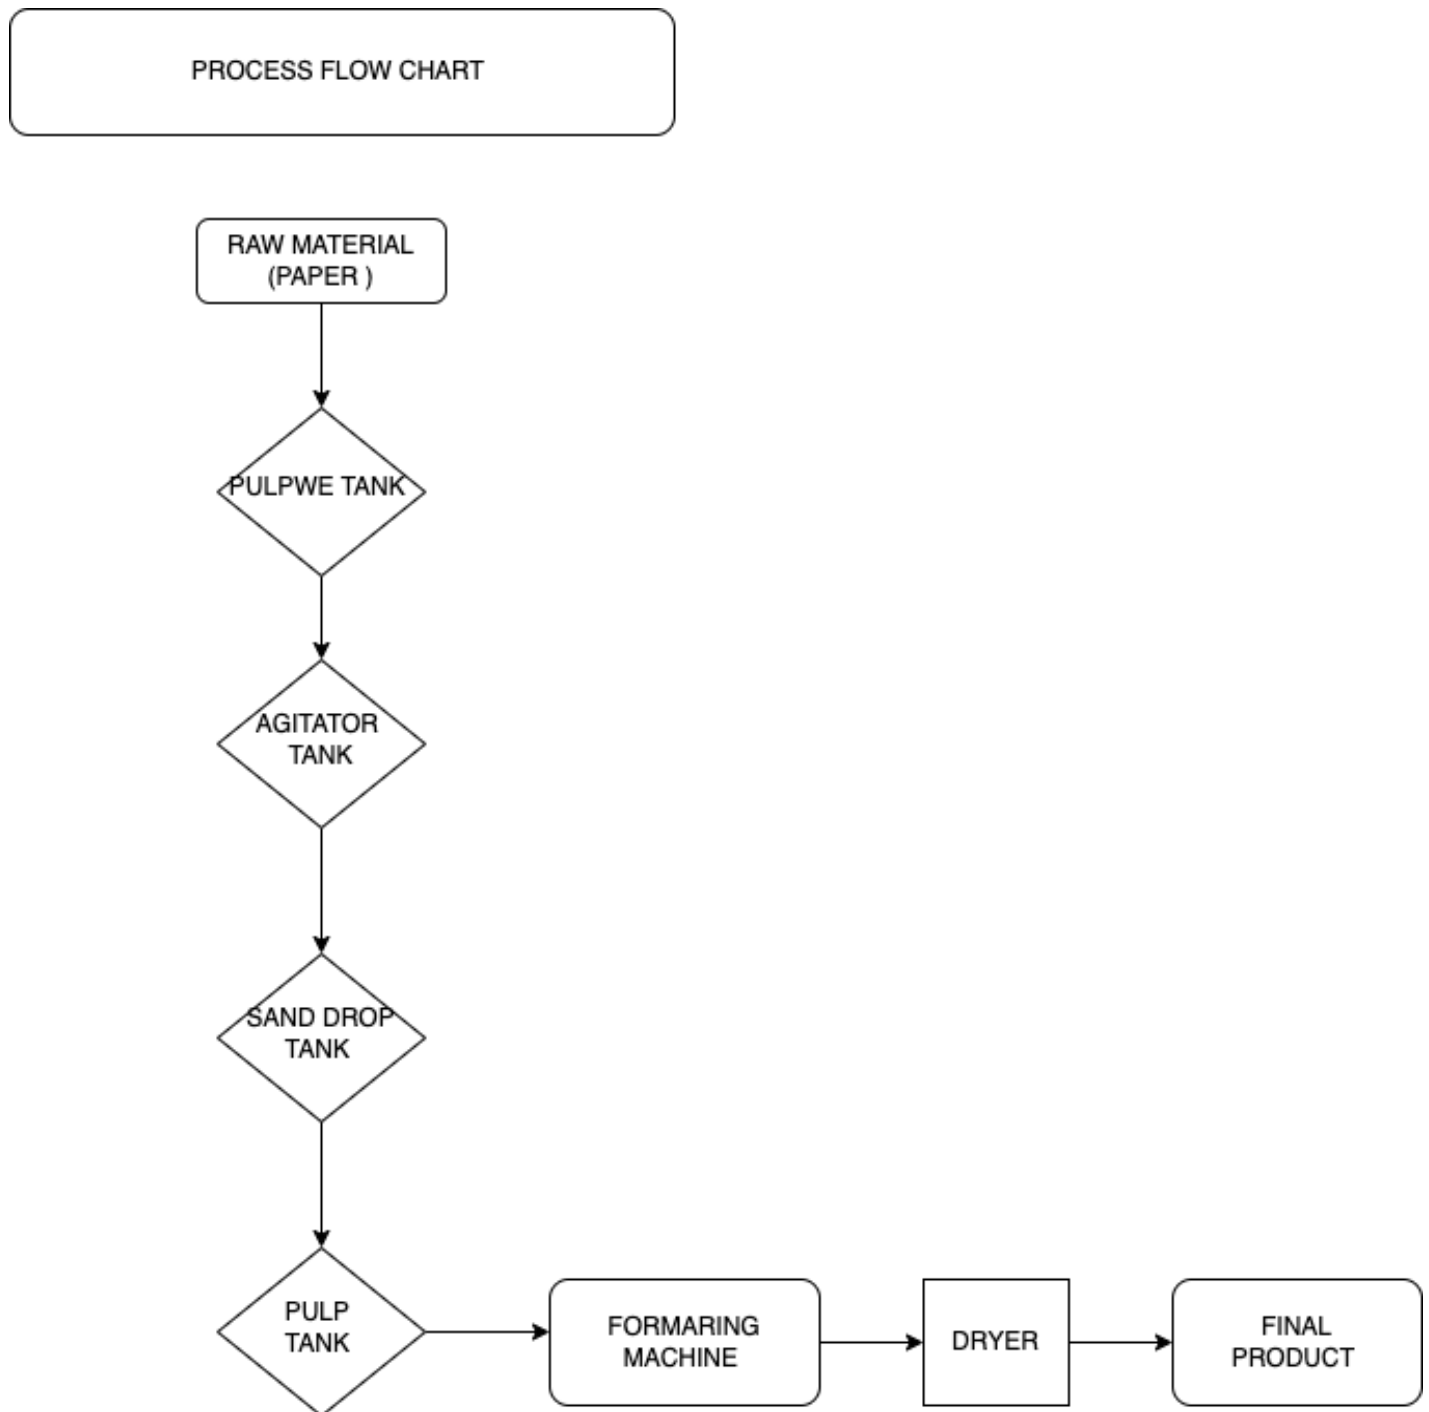 PROCESS FLOW CHART
RAW MATERIAL
(PAPER )
PULPWE TANK
AGITATOR
TANK
SAND DROP
TANK
PULP
TANK
FORMARING
MACHINE
DRYER
FINAL
PRODUCT